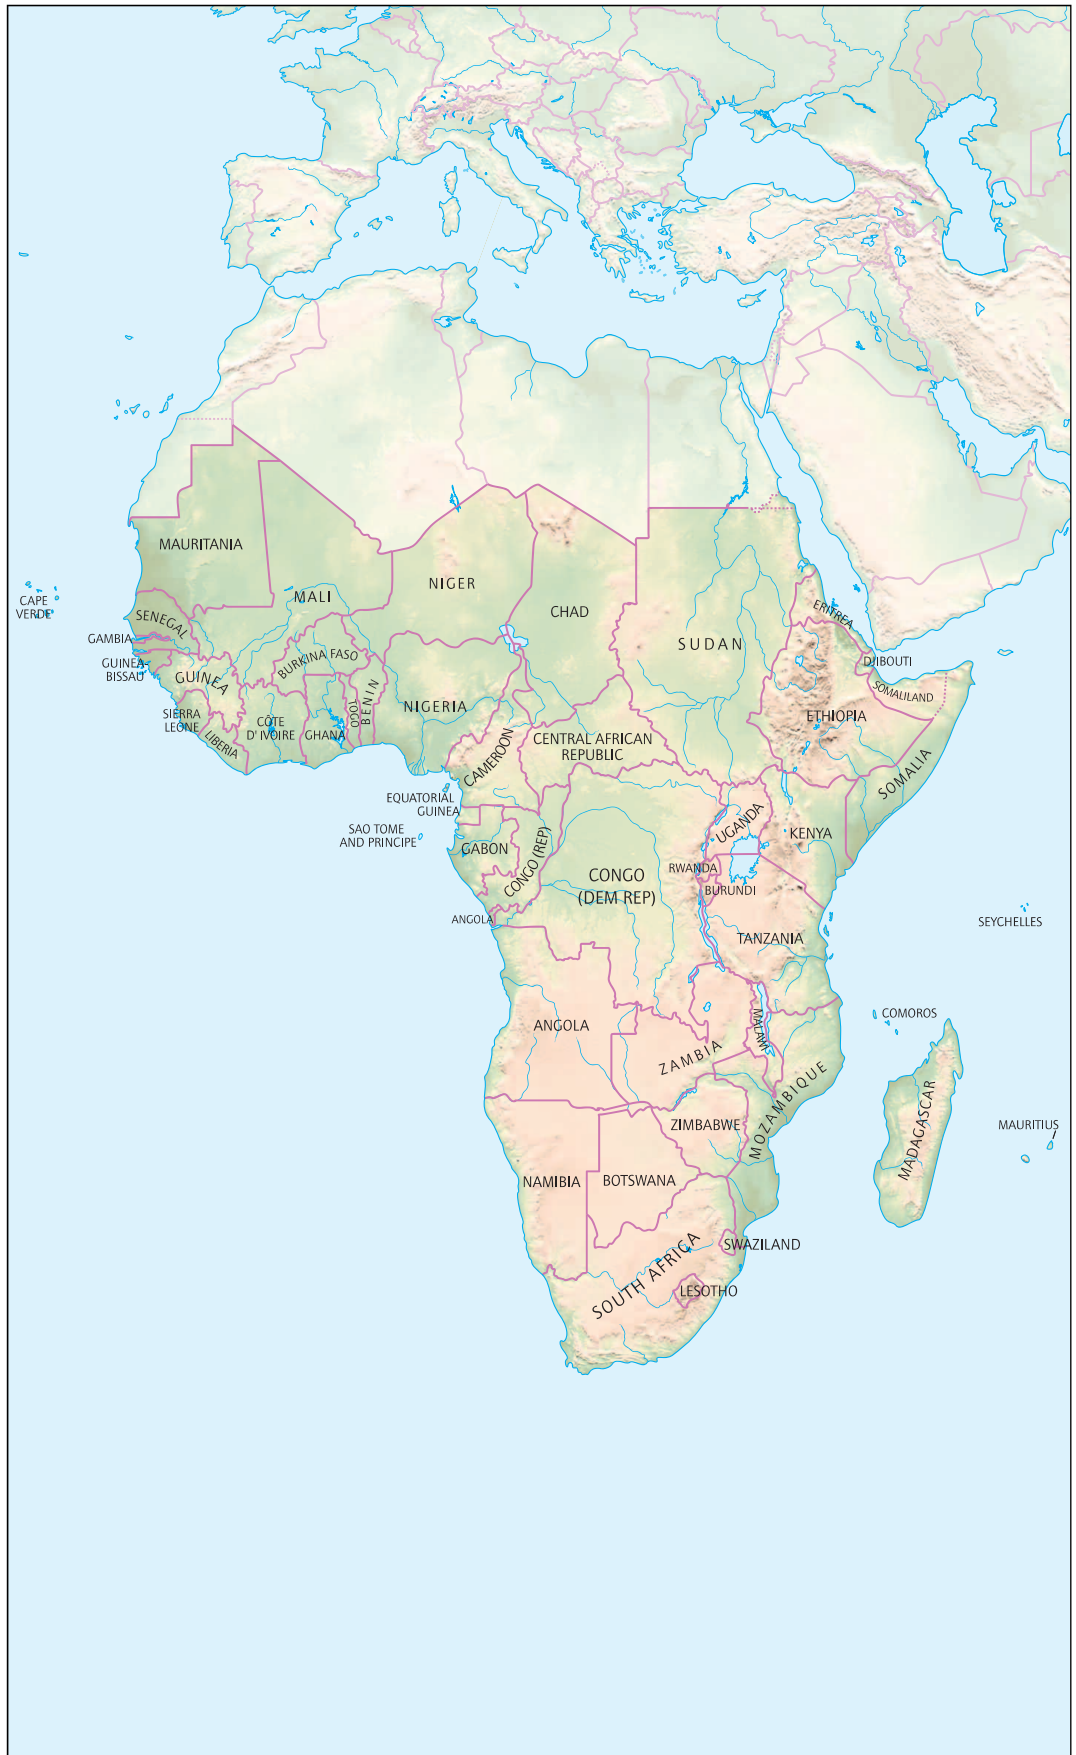 MAURITANIA
NIGER
MALI
CAPE
VERDE
CHAD
ERITREA
SENEGAL
GAMBIA
SUDAN
BURKINA FASO
DJIBOUTI
GUINEA-
BISSAU
GUINEA
SOMALILAND
BENIN
TOGO
NIGERIA
SIERRA
LEONE
CÔTE
D' IVOIRE
GHANA
ETHIOPIA
LIBERIA
CENTRAL AFRICAN
REPUBLIC
CAMEROON
SOMALIA
EQUATORIAL
GUINEA
UGANDA
SAO TOME
AND PRINCIPE
KENYA
GABON
CONGO (REP)
RWANDA
CONGO
(DEM REP)
BURUNDI
ANGOLA
SEYCHELLES
TANZANIA
COMOROS
ANGOLA
MALAWI
ZAMBIA
MOZAMBIQUE
ZIMBABWE
MADAGASCAR
MAURITIUS
NAMIBIA
BOTSWANA
SWAZILAND
SOUTH AFRICA
LESOTHO